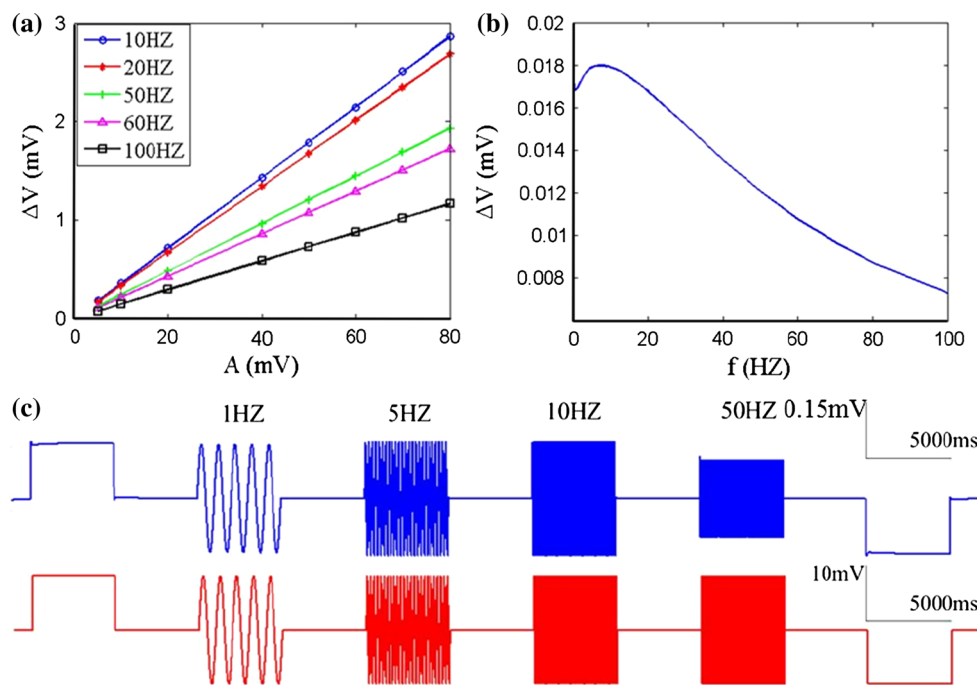 (a)
3
2
1
0
ΔV (mV)
10HZ
20HZ
50HZ
60HZ
100HZ
0 20 40 60 80
A (mV)
(b)
0.02
0.018
0.016
0.014
0.012
0.01
0.008
ΔV (mV)
0 20 40 60 80 100
f (HZ)
(c)
1HZ 5HZ 10HZ 50HZ 0.15mV
5000ms
10mV
5000ms